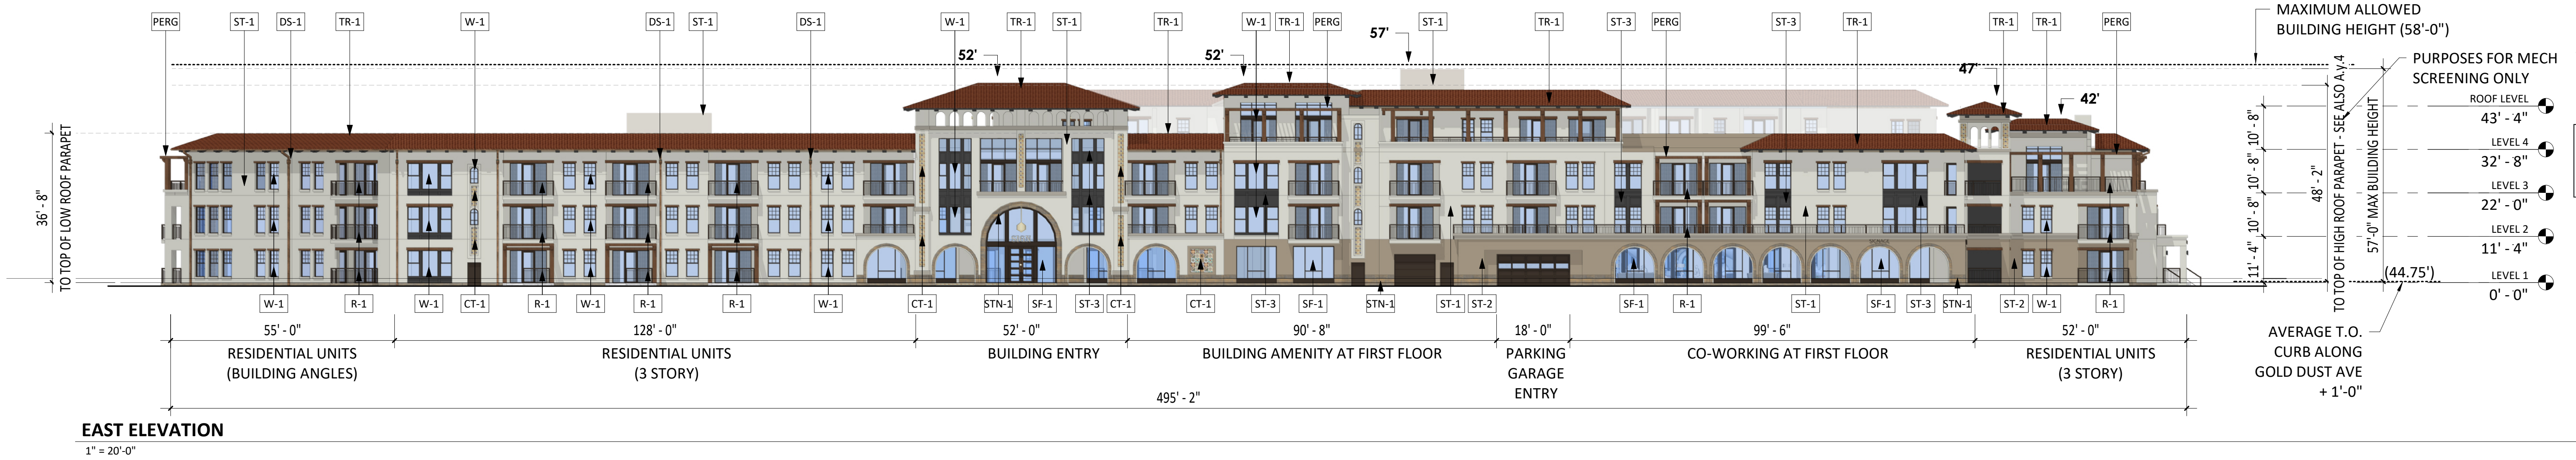 PERG ST-1 DS-1 TR-1 W-1 DS-1 ST-1 DS-1 W-1 TR-1 ST-1 TR-1 W-1 TR-1 PERG ST-1 TR-1 ST-3 PERG ST-3 TR-1 TR-1 TR-1 PERG
52' 52' 57' 47' 42'
MAXIMUM ALLOWED
BUILDING HEIGHT (58'-0")
PURPOSES FOR MECH
SCREENING ONLY
36' - 8"
TO TOP OF LOW ROOF PARAPET
11' - 4" 10' - 8" 10' - 8" 10' - 8"
48' - 2"
TO TOP OF HIGH ROOF PARAPET - SEE ALSO A.y.4
57'-0" MAX BUILDING HEIGHT
ROOF LEVEL
43' - 4"
LEVEL 4
32' - 8"
LEVEL 3
22' - 0"
LEVEL 2
11' - 4"
(44.75')
LEVEL 1
0' - 0"
W-1 R-1 W-1 CT-1 R-1 W-1 R-1 R-1 W-1 CT-1 STN-1 SF-1 ST-3 CT-1 CT-1 ST-3 SF-1 STN-1 ST-1 ST-2 SF-1 R-1 ST-1 SF-1 ST-3 STN-1 ST-2 W-1 R-1
55' - 0" 128' - 0" 52' - 0" 90' - 8" 18' - 0" 99' - 6" 52' - 0"
RESIDENTIAL UNITS
(BUILDING ANGLES)
RESIDENTIAL UNITS
(3 STORY)
BUILDING ENTRY
BUILDING AMENITY AT FIRST FLOOR
PARKING
GARAGE
ENTRY
CO-WORKING AT FIRST FLOOR
RESIDENTIAL UNITS
(3 STORY)
AVERAGE T.O.
CURB ALONG
GOLD DUST AVE
+ 1'-0"
495' - 2"
EAST ELEVATION
1" = 20'-0"